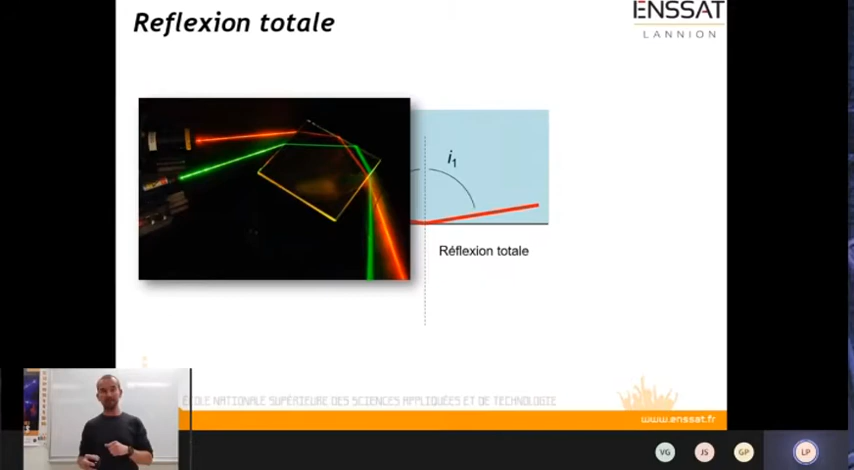 Reflexion totale
ENSSAT
LANNION
i1
Réflexion totale
ÉCOLE NATIONALE SUPÉRIEURE DES SCIENCES APPLIQUÉES ET DE TECHNOLOGIE
www.enssat.fr
VG
JS
GP
LP